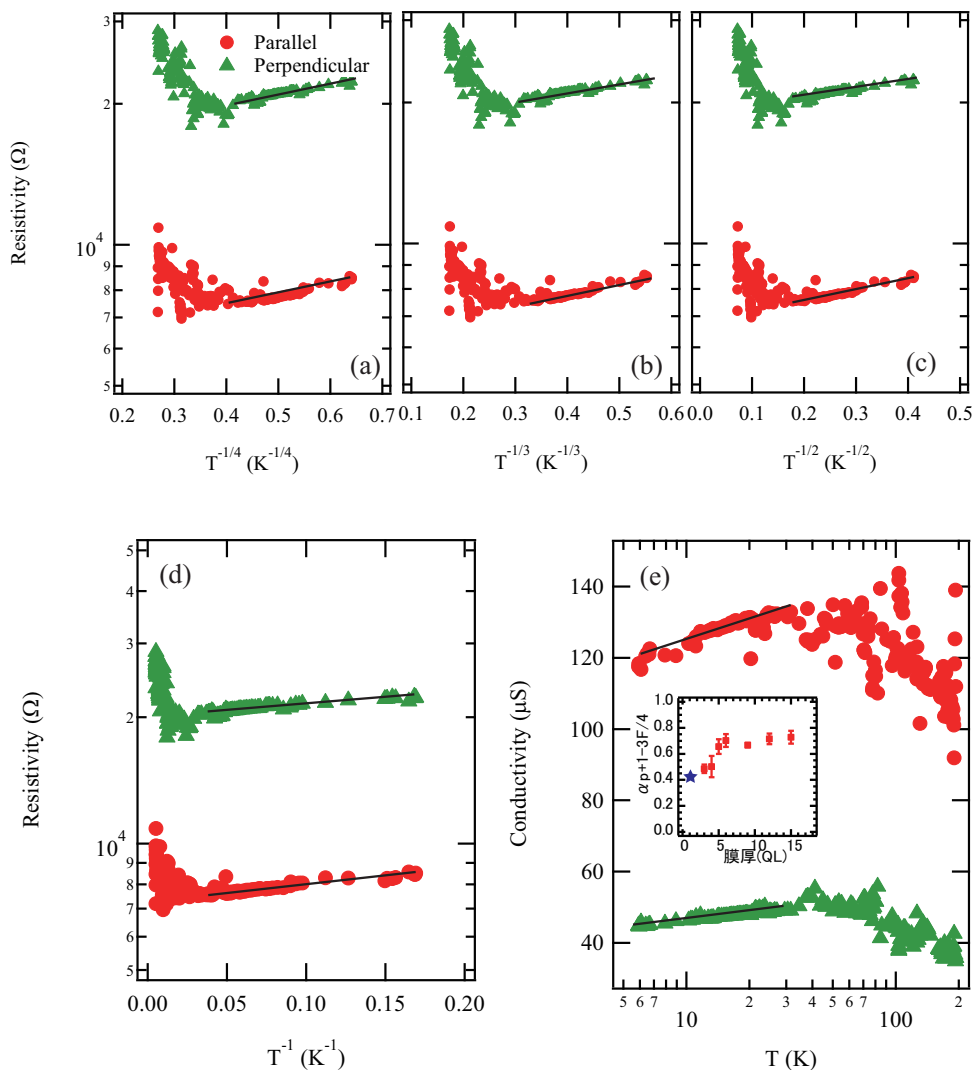 3
2
10⁴
9
8
7
6
5
Resistivity (Ω)
Parallel
Perpendicular
(a)
(b)
(c)
0.2 0.3 0.4 0.5 0.6 0.7
0.1 0.2 0.3 0.4 0.5 0.6
0.0 0.1 0.2 0.3 0.4 0.5
T⁻¹/⁴ (K⁻¹/⁴)
T⁻¹/³ (K⁻¹/³)
T⁻¹/² (K⁻¹/²)
(d)
5
4
3
2
10⁴
9
8
7
6
5
Resistivity (Ω)
0.00 0.05 0.10 0.15 0.20
T⁻¹ (K⁻¹)
(e)
140
120
100
80
60
40
Conductivity (μS)
1.0
0.8
0.6
0.4
0.2
0.0
αp+1−3F/4
0 5 10 15
膜厚(QL)
5 6 7 2 3 4 5 6 7 8 2
10 100
T (K)